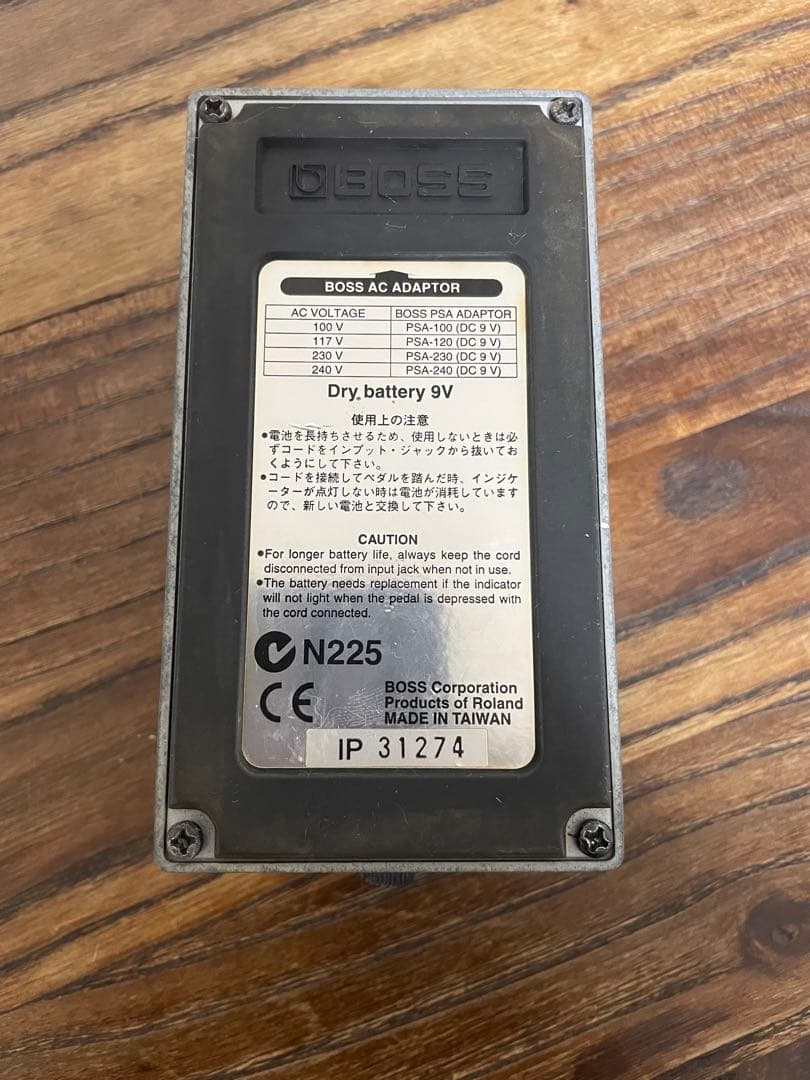 BOSS
BOSS AC ADAPTOR
AC VOLTAGE BOSS PSA ADAPTOR
100 V PSA-100 (DC 9 V)
117 V PSA-120 (DC 9 V)
230 V PSA-230 (DC 9 V)
240 V PSA-240 (DC 9 V)
Dry battery 9V
使用上の注意
●電池を長持ちさせるため、使用しないときは必
ずコードをインプット・ジャックから抜いてお
くようにして下さい。
●コードを接続してペダルを踏んだ時、インジケ
ーターが点灯しない時は電池が消耗しています
ので、新しい電池と交換して下さい。
CAUTION
●For longer battery life, always keep the cord
disconnected from input jack when not in use.
●The battery needs replacement if the indicator
will not light when the pedal is depressed with
the cord connected.
N225
CE
BOSS Corporation
Products of Roland
MADE IN TAIWAN
IP 31274